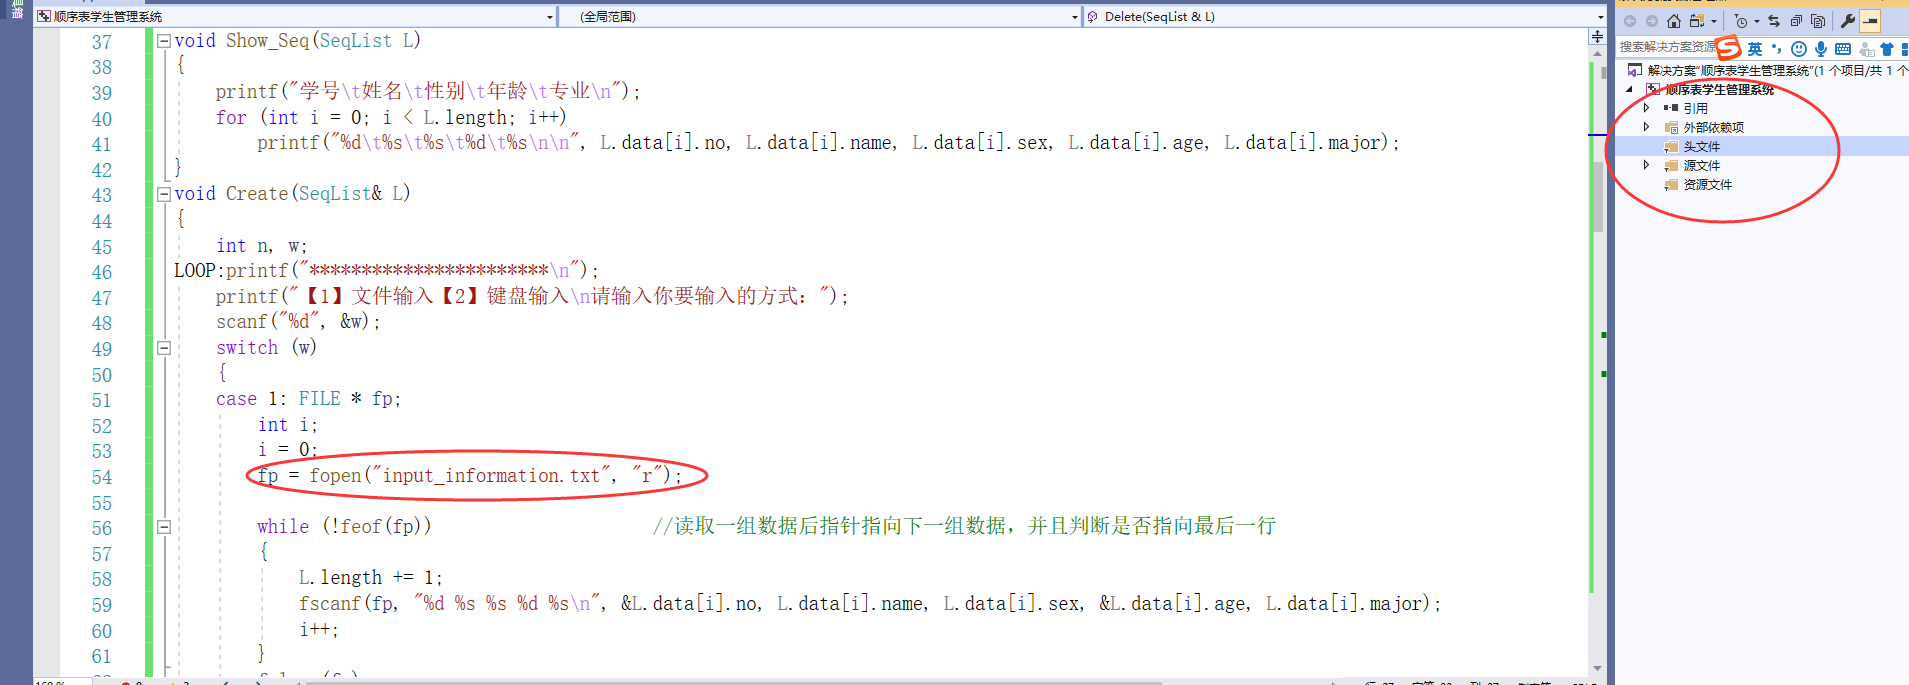 顺序表学生管理系统 (全局范围) Delete(SeqList & L)
37 void Show_Seq(SeqList L)
38 {
39 printf("学号\t姓名\t性别\t年龄\t专业\n");
40 for (int i = 0; i < L.length; i++)
41 printf("%d\t%s\t%s\t%d\t%s\n\n", L.data[i].no, L.data[i].name, L.data[i].sex, L.data[i].age, L.data[i].major);
42 }
43 void Create(SeqList& L)
44 {
45 int n, w;
46 LOOP:printf("***********************\n");
47 printf("【1】文件输入【2】键盘输入\n请输入你要输入的方式：");
48 scanf("%d", &w);
49 switch (w)
50 {
51 case 1: FILE * fp;
52 int i;
53 i = 0;
54 fp = fopen("input_information.txt", "r");
55
56 while (!feof(fp)) //读取一组数据后指针指向下一组数据，并且判断是否指向最后一行
57 {
58 L.length += 1;
59 fscanf(fp, "%d %s %s %d %s\n", &L.data[i].no, L.data[i].name, L.data[i].sex, &L.data[i].age, L.data[i].major);
60 i++;
61 }
搜索解决方案资源
英
解决方案"顺序表学生管理系统"(1 个项目/共 1 个
顺序表学生管理系统
引用
外部依赖项
头文件
源文件
资源文件